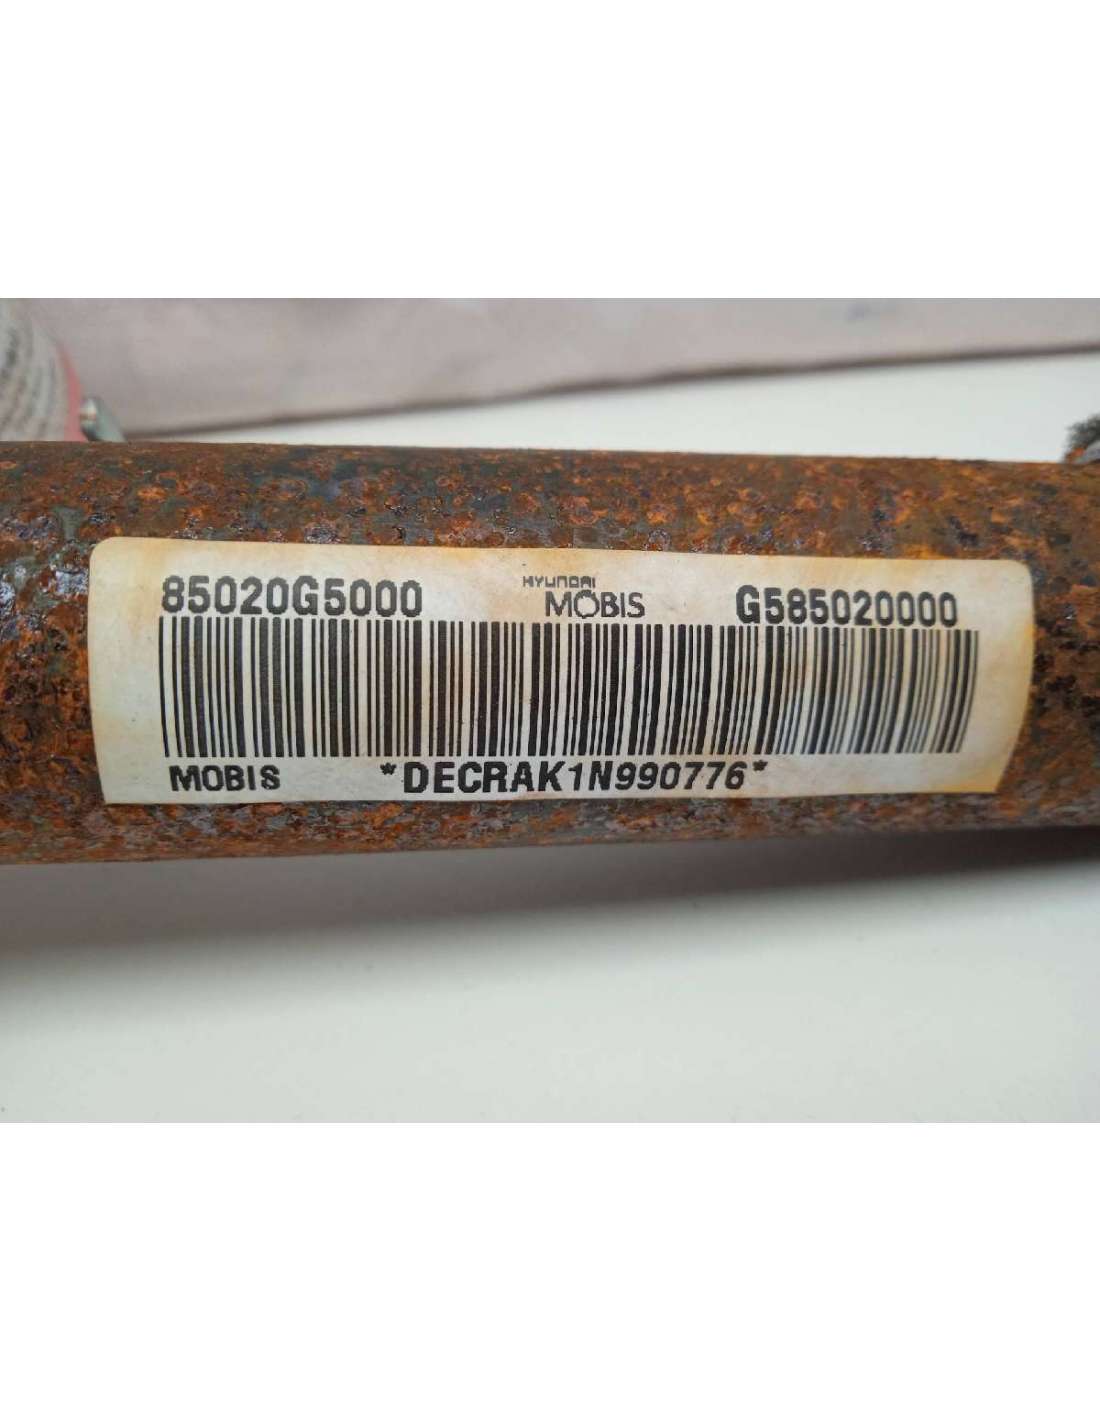 85020G5000 HYUNDAI MOBIS G585020000
MOBIS *DECRAK1N990776*